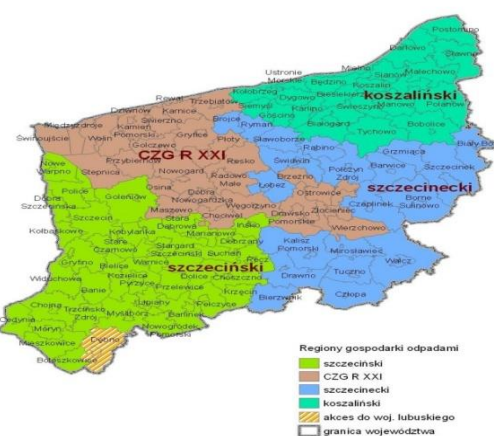 Postomino
Darłowo
Sławno
Mielno
Ustronie
Morskie
Będzino
Sianów
Malechowo
Koszalin
Kołobrzeg
Dygowo
Biesiekierz
koszaliński
Rewal
Trzebiatów
Siemyśl
Karlino
Świeszyno
Manowo
Polanów
Dziwnów
Karnice
Gościno
Międzyzdroje
Kamień
Pomorski
Świerzno
Brojce
Rymań
Białogard
Bobolice
Świnoujście
Wolin
Gryfice
Płoty
Sławoborze
Tychowo
Biały Bór
Golczewo
Rąbino
Grzmiąca
CZG R XXI
Nowe
Warpno
Stepnica
Przybiernów
Resko
Świdwin
Połczyn
Zdrój
Barwice
Szczecinek
Nowogard
Radowo
Małe
Łobez
Brzeżno
szczecinecki
Police
Goleniów
Osina
Dobra
Nowogardzka
Ostrowice
Dobra
Szczecińska
Węgorzyno
Drawsko
Pomorskie
Złocieniec
Czaplinek
Borne
Sulinowo
Szczecin
Maszewo
Chociwel
Ińsko
Wierzchowo
Kołbaskowo
Kobylanka
Stara
Dąbrowa
Marianowo
Dobrzany
Kalisz
Pomorski
Stare
Czarnowo
Stargard
Szczeciński
Suchań
Mirosławiec
Wałcz
Gryfino
szczeciński
Recz
Bielice
Warnice
Dolice
Choszczno
Drawno
Tuczno
Widuchowa
Kozielice
Pyrzyce
Przelewice
Krzęcin
Banie
Bierzwnik
Człopa
Chojna
Lipiany
Pełczyce
Cedynia
Trzcińsko
Zdrój
Myślibórz
Barlinek
Moryń
Nowogródek
Pomorski
Mieszkowice
Dębno
Boleszkowice
Regiony gospodarki odpadami
szczeciński
CZG R XXI
szczecinecki
koszaliński
akces do woj. lubuskiego
granica województwa